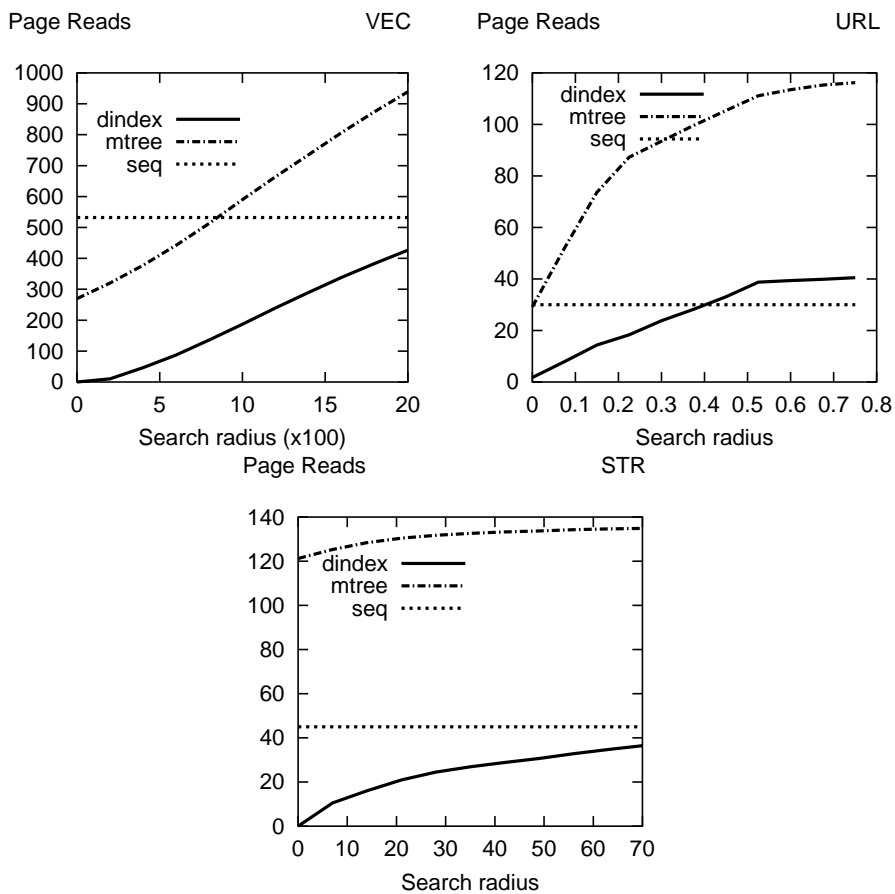 Page Reads VEC
1000
900
800
700
600
500
400
300
200
100
0
dindex
mtree
seq
0 5 10 15 20
Search radius (x100)
Page Reads URL
120
100
80
60
40
20
0
dindex
mtree
seq
0 0.1 0.2 0.3 0.4 0.5 0.6 0.7 0.8
Search radius
Page Reads STR
140
120
100
80
60
40
20
0
dindex
mtree
seq
0 10 20 30 40 50 60 70
Search radius